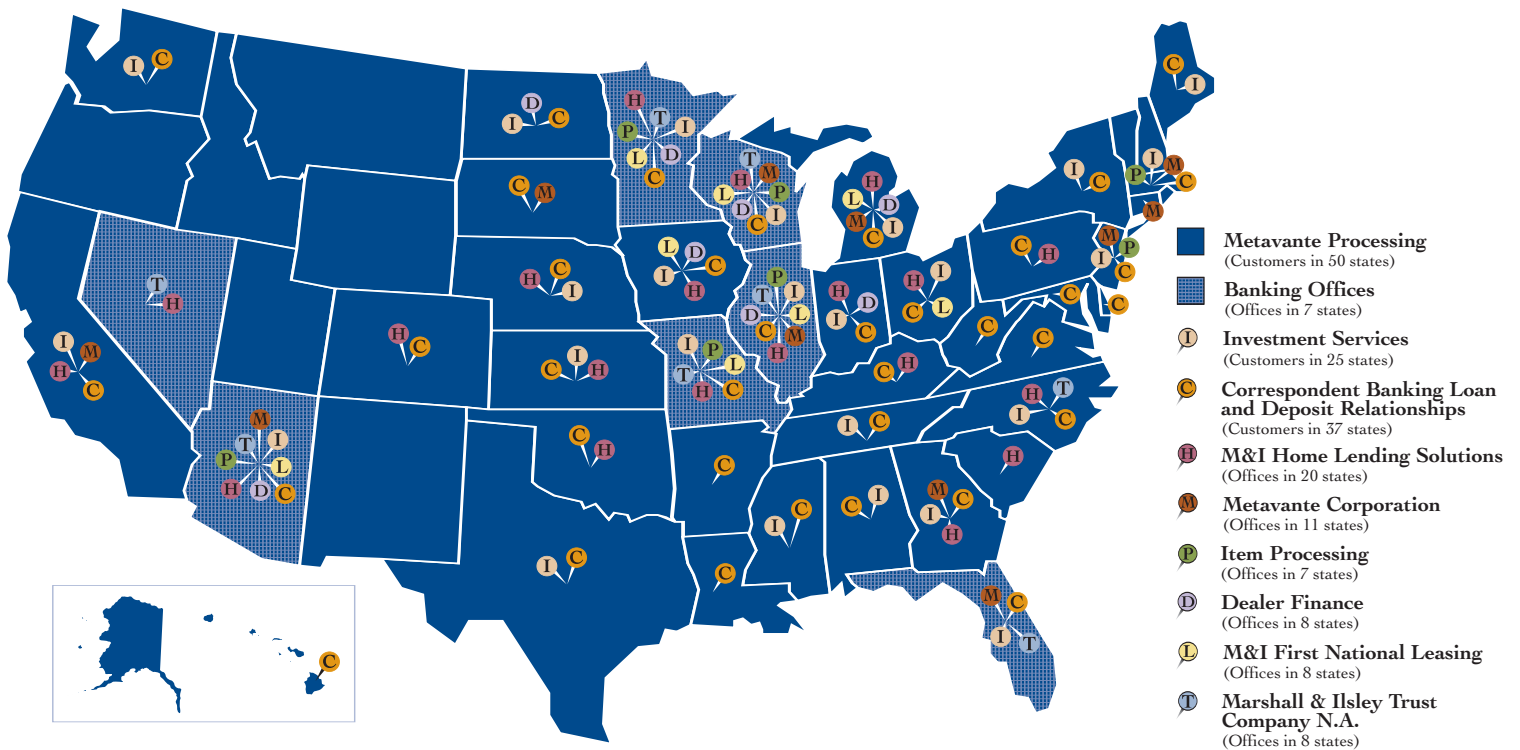 I C
D
I C
H
T
P I
L D
C
T
H M
L P
D I
C
C M
H
L D
M I
C
C
I
I
I C
P I M
C
M
L D
I C
H
H C
I
C H
M
P
I
C
C
C
T
H
P
T I
D L
C M
H
H
D
I
C
H I
C L
C
C
I
M
H
C
H
C
I
C H
I P
L
T
H C
C H
H T
I C
I C
M
T I
P L
H D C
C
H
C
H
C I
M C
I
H
I C
I C
C
M C
I T
C
Metavante Processing
(Customers in 50 states)
Banking Offices
(Offices in 7 states)
I Investment Services
(Customers in 25 states)
C Correspondent Banking Loan
and Deposit Relationships
(Customers in 37 states)
H M&I Home Lending Solutions
(Offices in 20 states)
M Metavante Corporation
(Offices in 11 states)
P Item Processing
(Offices in 7 states)
D Dealer Finance
(Offices in 8 states)
L M&I First National Leasing
(Offices in 8 states)
T Marshall & Ilsley Trust
Company N.A.
(Offices in 8 states)